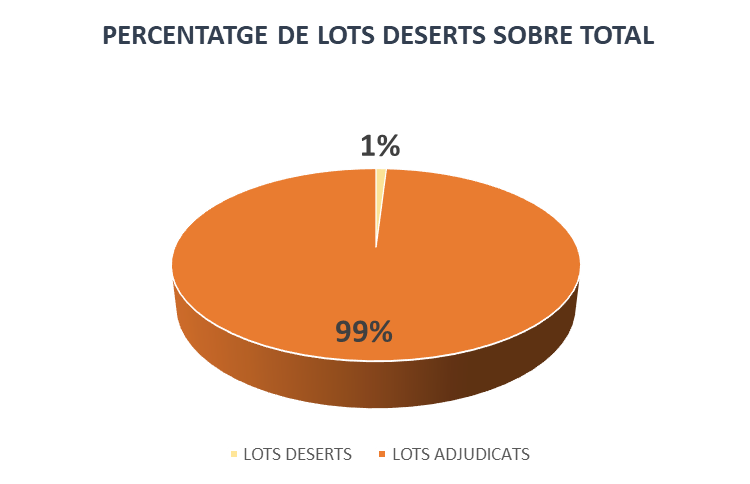 PERCENTATGE DE LOTS DESERTS SOBRE TOTAL
1%
99%
LOTS DESERTS LOTS ADJUDICATS